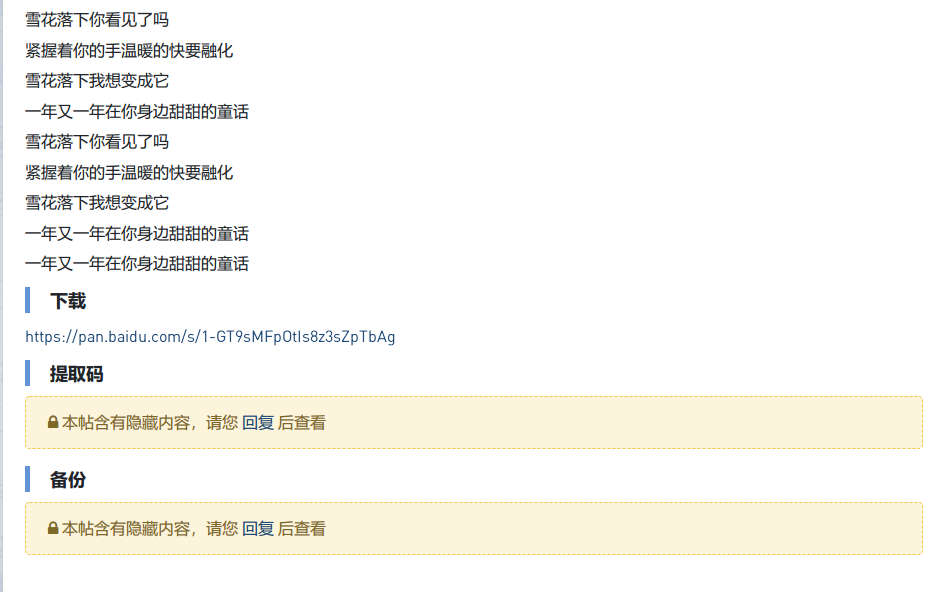 雪花落下你看见了吗
紧握着你的手温暖的快要融化
雪花落下我想变成它
一年又一年在你身边甜甜的童话
雪花落下你看见了吗
紧握着你的手温暖的快要融化
雪花落下我想变成它
一年又一年在你身边甜甜的童话
一年又一年在你身边甜甜的童话
下载
https://pan.baidu.com/s/1-GT9sMFpOtIs8z3sZpTbAg
提取码
本帖含有隐藏内容，请您 回复 后查看
备份
本帖含有隐藏内容，请您 回复 后查看